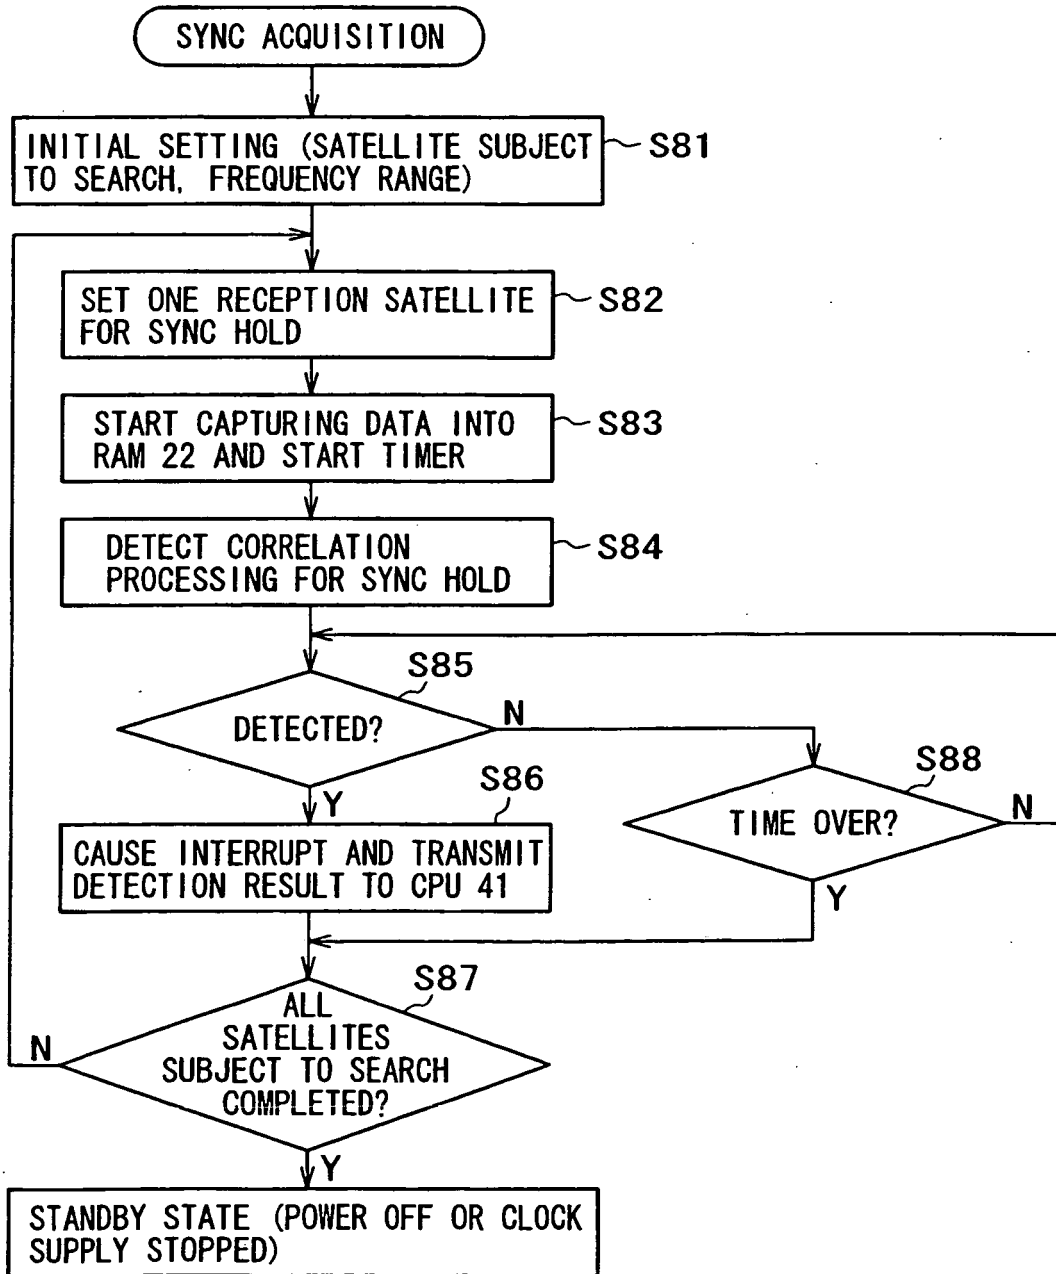 SYNC ACQUISITION
INITIAL SETTING (SATELLITE SUBJECT
TO SEARCH, FREQUENCY RANGE)
S81
SET ONE RECEPTION SATELLITE
FOR SYNC HOLD
S82
START CAPTURING DATA INTO
RAM 22 AND START TIMER
S83
DETECT CORRELATION
PROCESSING FOR SYNC HOLD
S84
S85
DETECTED?
N
Y
S86
CAUSE INTERRUPT AND TRANSMIT
DETECTION RESULT TO CPU 41
S88
TIME OVER?
N
Y
S87
ALL
SATELLITES
SUBJECT TO SEARCH
COMPLETED?
N
Y
STANDBY STATE (POWER OFF OR CLOCK
SUPPLY STOPPED)